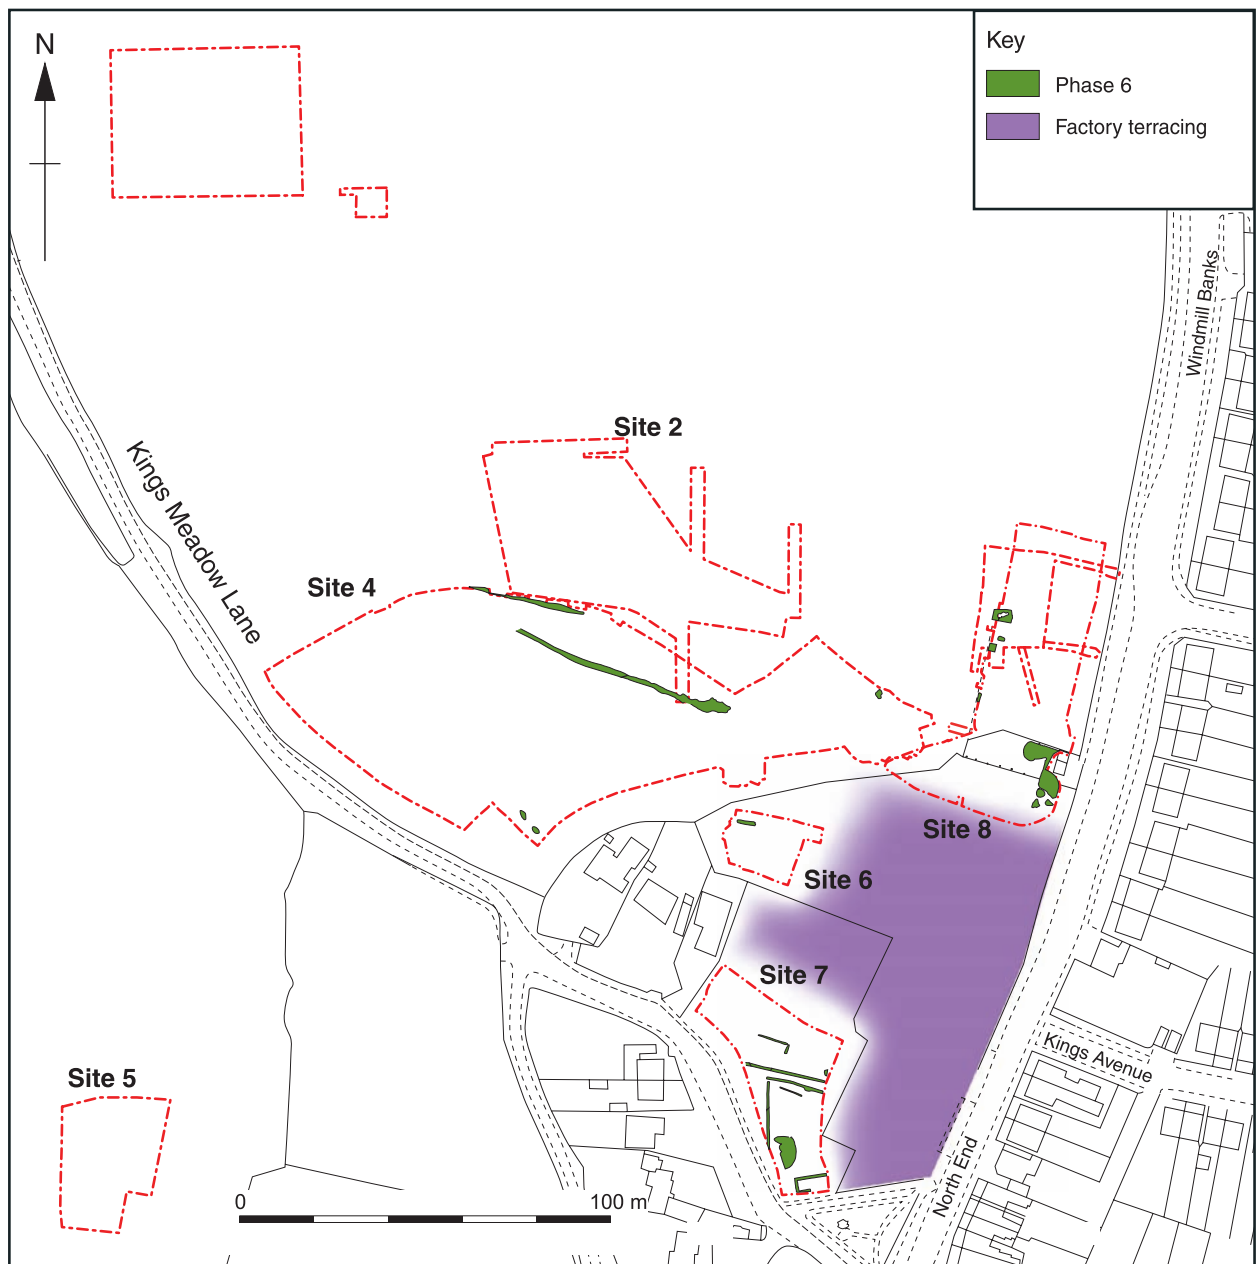 N
Key
Phase 6
Factory terracing
Windmill Banks
Site 2
Kings Meadow Lane
Site 4
Site 8
Site 6
Site 7
Kings Avenue
Site 5
North End
0
100 m